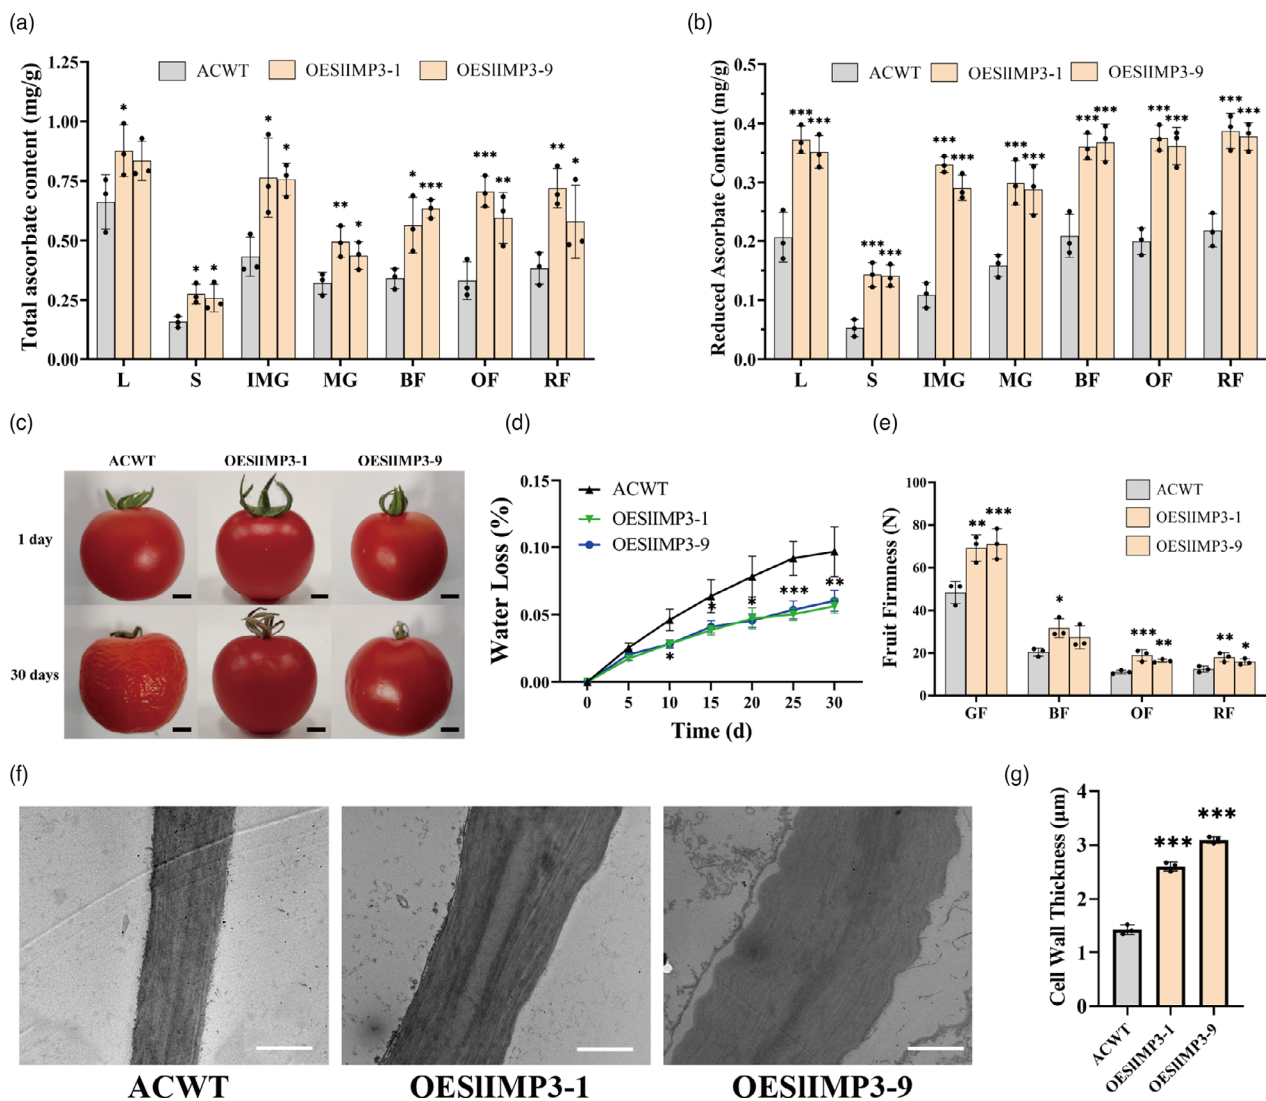 (a)
ACWT OESlIMP3-1 OESlIMP3-9
Total ascorbate content (mg/g)
1.25
1.00
0.75
0.50
0.25
0.00
* * * * * ** * * *** *** ** ** *
L S IMG MG BF OF RF
(b)
ACWT OESlIMP3-1 OESlIMP3-9
Reduced Ascorbate Content (mg/g)
0.5
0.4
0.3
0.2
0.1
0.0
*** *** *** *** *** *** *** *** *** *** *** *** *** ***
L S IMG MG BF OF RF
(c)
ACWT OESlIMP3-1 OESlIMP3-9
1 day
30 days
(d)
ACWT
OESlIMP3-1
OESlIMP3-9
Water Loss (%)
0.15
0.10
0.05
0.00
* * * *** **
0 5 10 15 20 25 30
Time (d)
(e)
ACWT
OESlIMP3-1
OESlIMP3-9
Fruit Firmness (N)
100
80
60
40
20
0
** *** * *** ** ** *
GF BF OF RF
(f)
ACWT OESlIMP3-1 OESlIMP3-9
(g)
Cell Wall Thickness (μm)
4
3
2
1
0
*** ***
ACWT
OESlIMP3-1
OESlIMP3-9